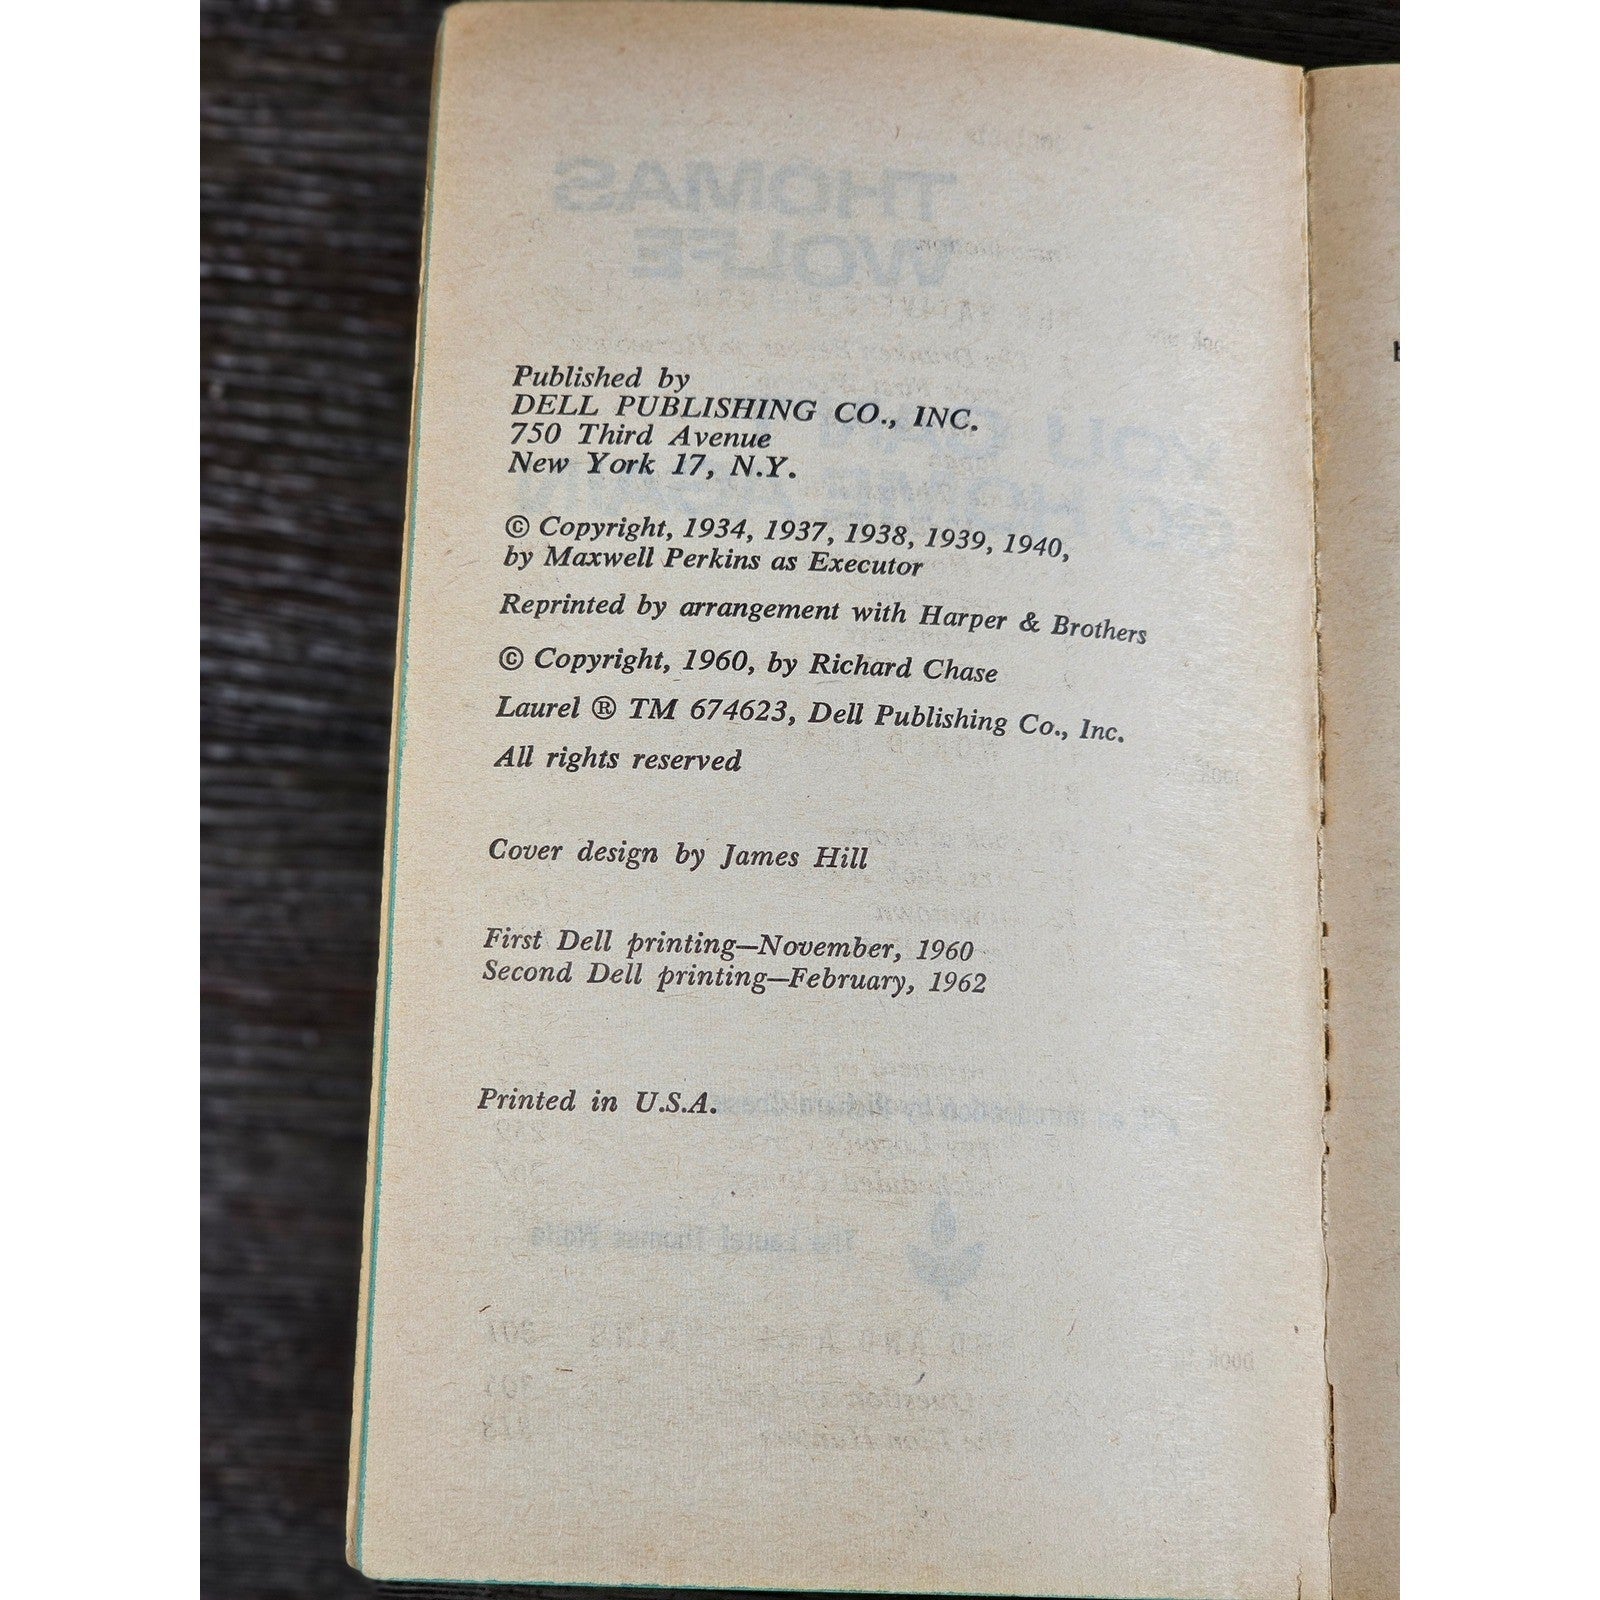 Published by
DELL PUBLISHING CO., INC.
750 Third Avenue
New York 17, N.Y.
© Copyright, 1934, 1937, 1938, 1939, 1940,
by Maxwell Perkins as Executor
Reprinted by arrangement with Harper & Brothers
© Copyright, 1960, by Richard Chase
Laurel ® TM 674623, Dell Publishing Co., Inc.
All rights reserved
Cover design by James Hill
First Dell printing—November, 1960
Second Dell printing—February, 1962
Printed in U.S.A.
THOMAS
WOLFE